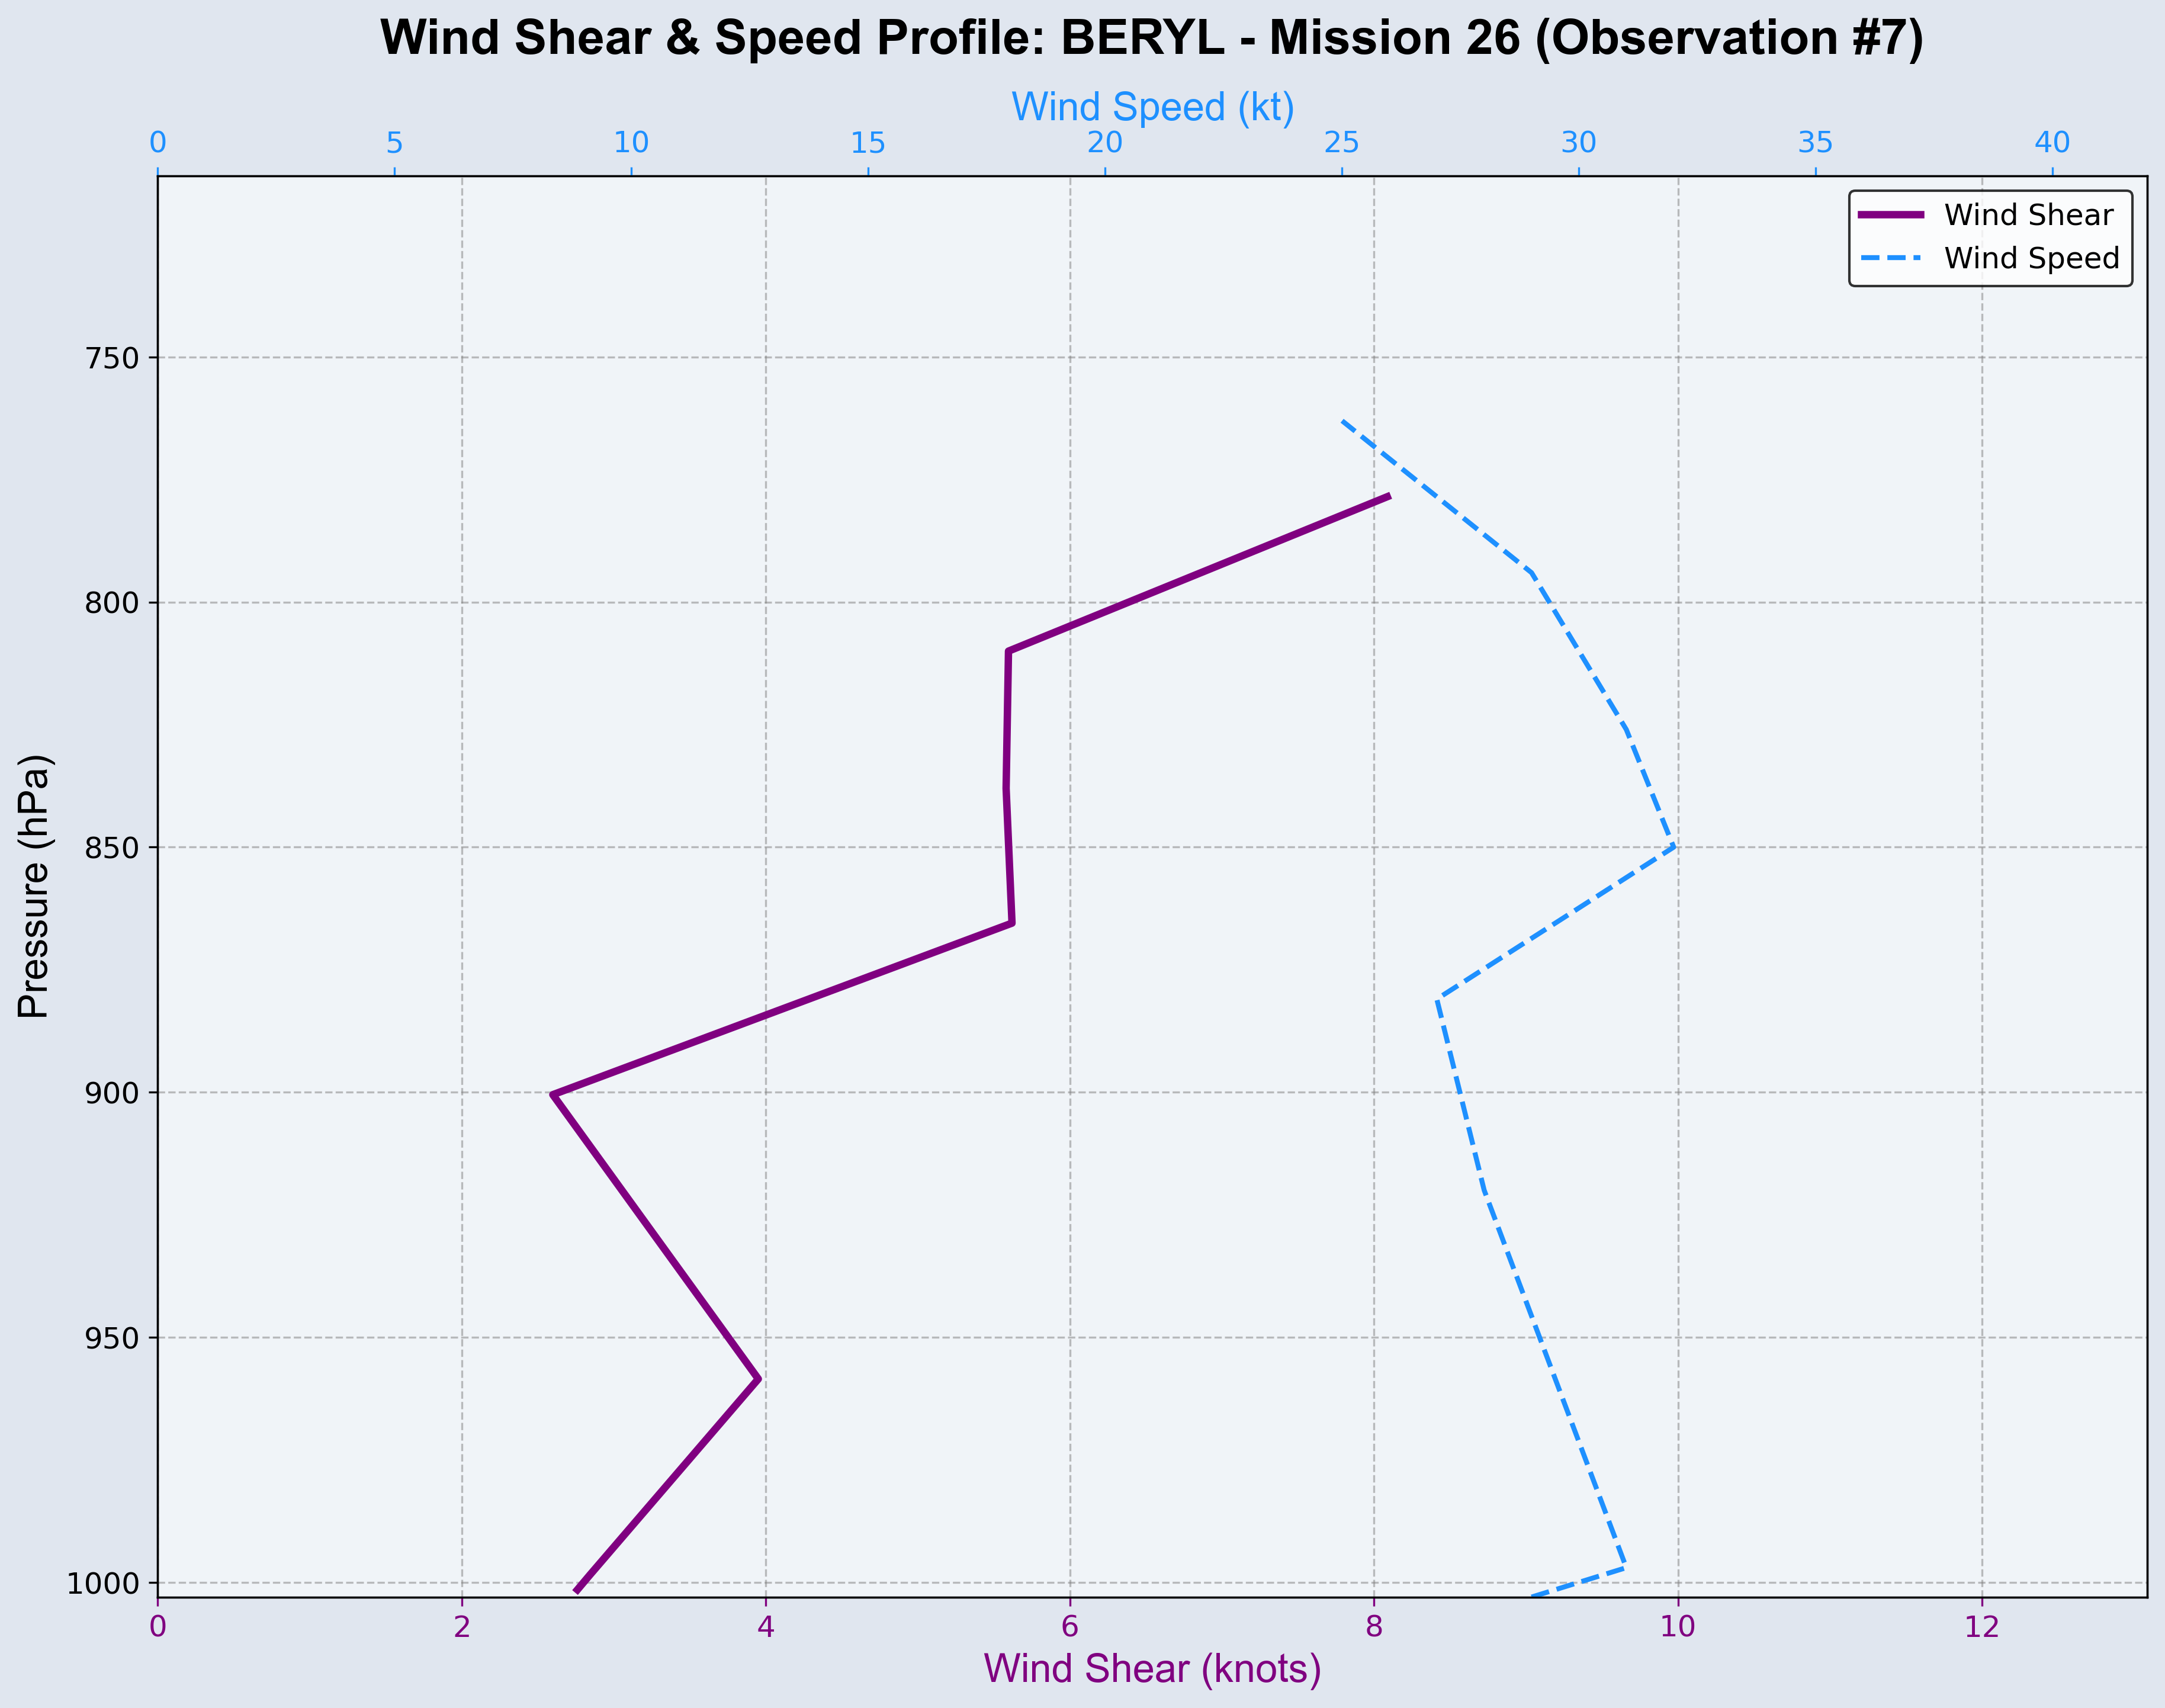 Wind Shear & Speed Profile: BERYL - Mission 26 (Observation #7)
Wind Speed (kt)
0 5 10 15 20 25 30 35 40
Wind Shear
Wind Speed
750
800
850
900
950
1000
Pressure (hPa)
0 2 4 6 8 10 12
Wind Shear (knots)